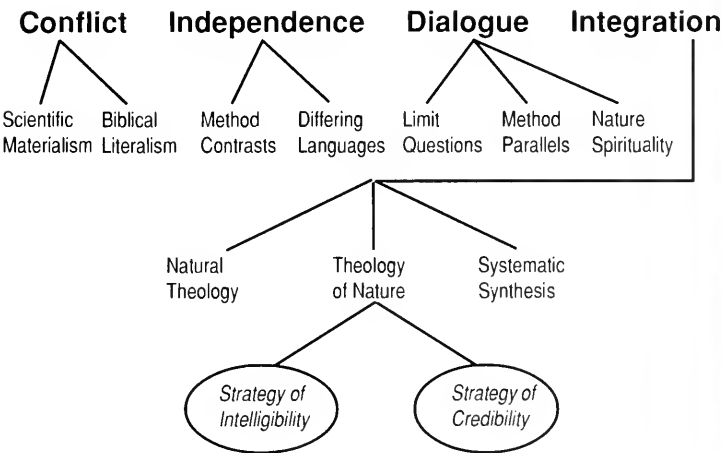 Conflict Independence Dialogue Integration
Scientific Materialism
Biblical Literalism
Method Contrasts
Differing Languages
Limit Questions
Method Parallels
Nature Spirituality
Natural Theology
Theology of Nature
Systematic Synthesis
Strategy of Intelligibility
Strategy of Credibility